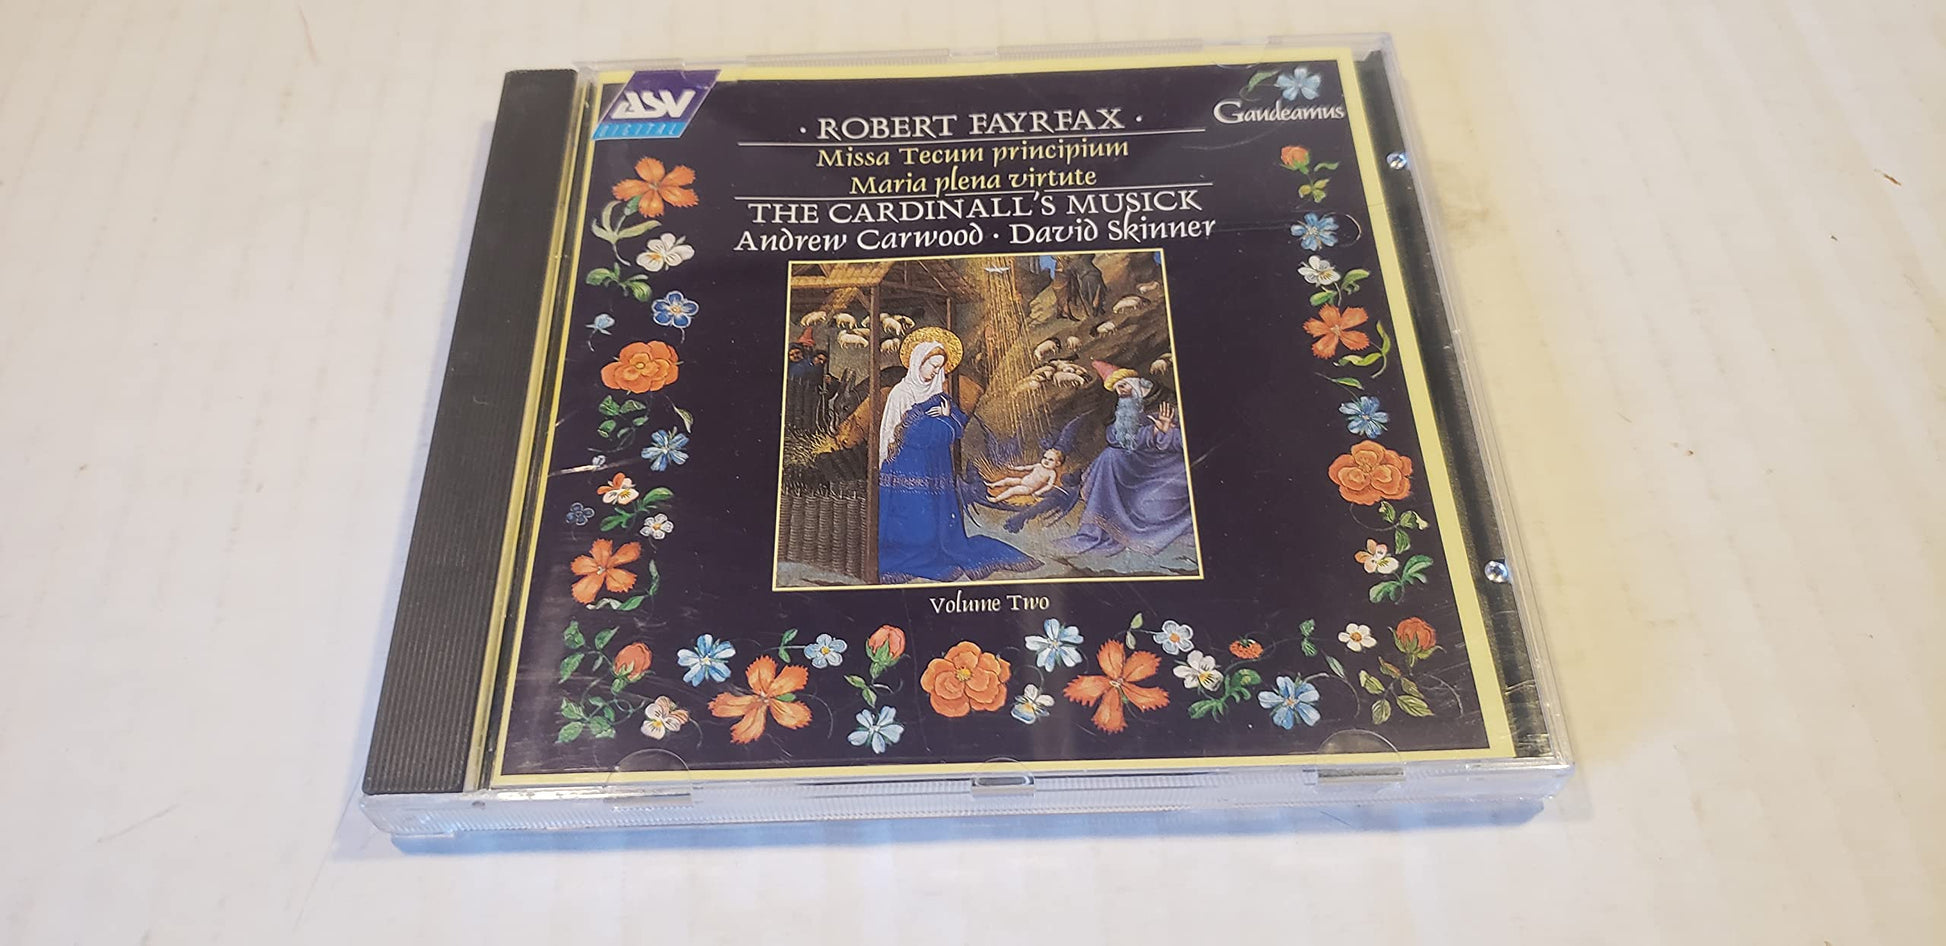 ASV
DIGITAL
Gaudeamus
· ROBERT FAYRFAX ·
Missa Tecum principium
Maria plena virtute
THE CARDINALL'S MUSICK
Andrew Carwood · David Skinner
Volume Two